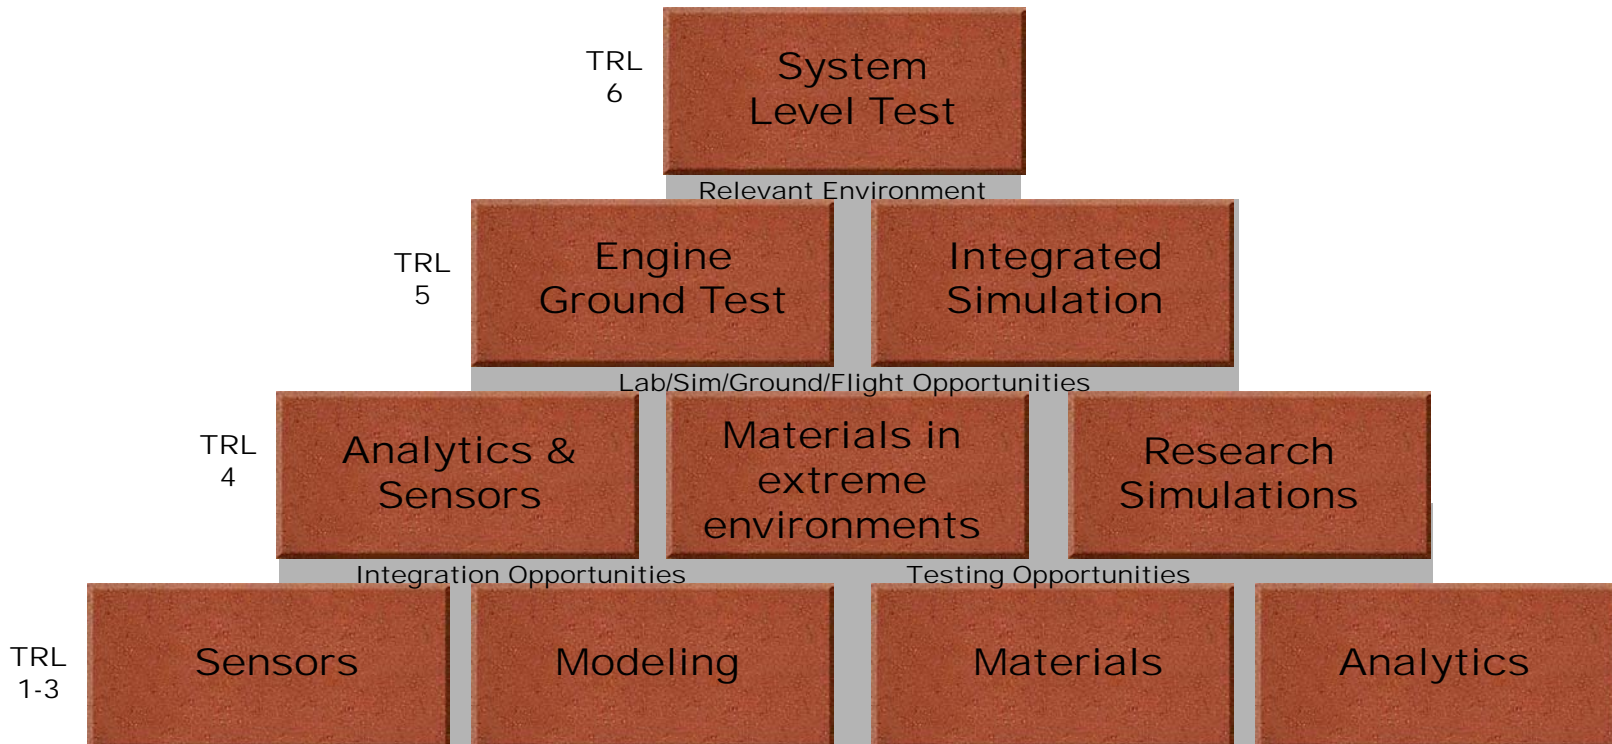 TRL
6
System
Level Test
Relevant Environment
TRL
5
Engine
Ground Test
Integrated
Simulation
Lab/Sim/Ground/Flight Opportunities
TRL
4
Analytics &
Sensors
Materials in
extreme
environments
Research
Simulations
Integration Opportunities
Testing Opportunities
TRL
1-3
Sensors
Modeling
Materials
Analytics